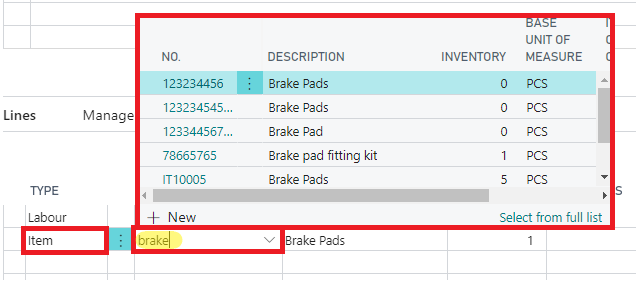 BASE
NO. DESCRIPTION INVENTORY UNIT OF MEASURE
123234456 Brake Pads 0 PCS
123234545... Brake Pads 0 PCS
123344567... Brake Pad 0 PCS
78665765 Brake pad fitting kit 1 PCS
IT10005 Brake Pads 5 PCS
+ New Select from full list
Lines Manage
TYPE S
Labour
Item brake Brake Pads 1